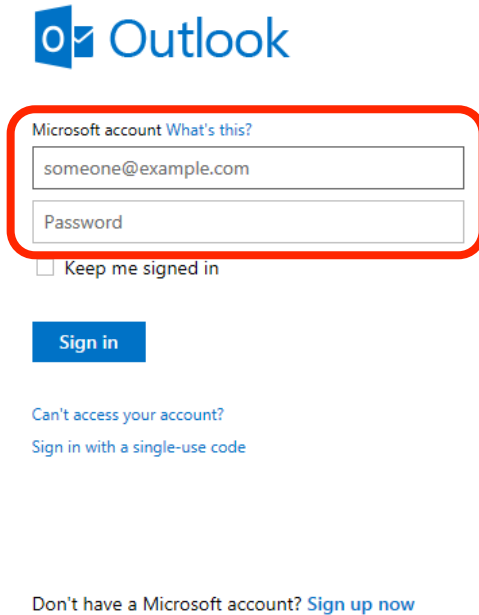 Outlook
Microsoft account What's this?
someone@example.com
Password
Keep me signed in
Sign in
Can't access your account?
Sign in with a single-use code
Don't have a Microsoft account? Sign up now